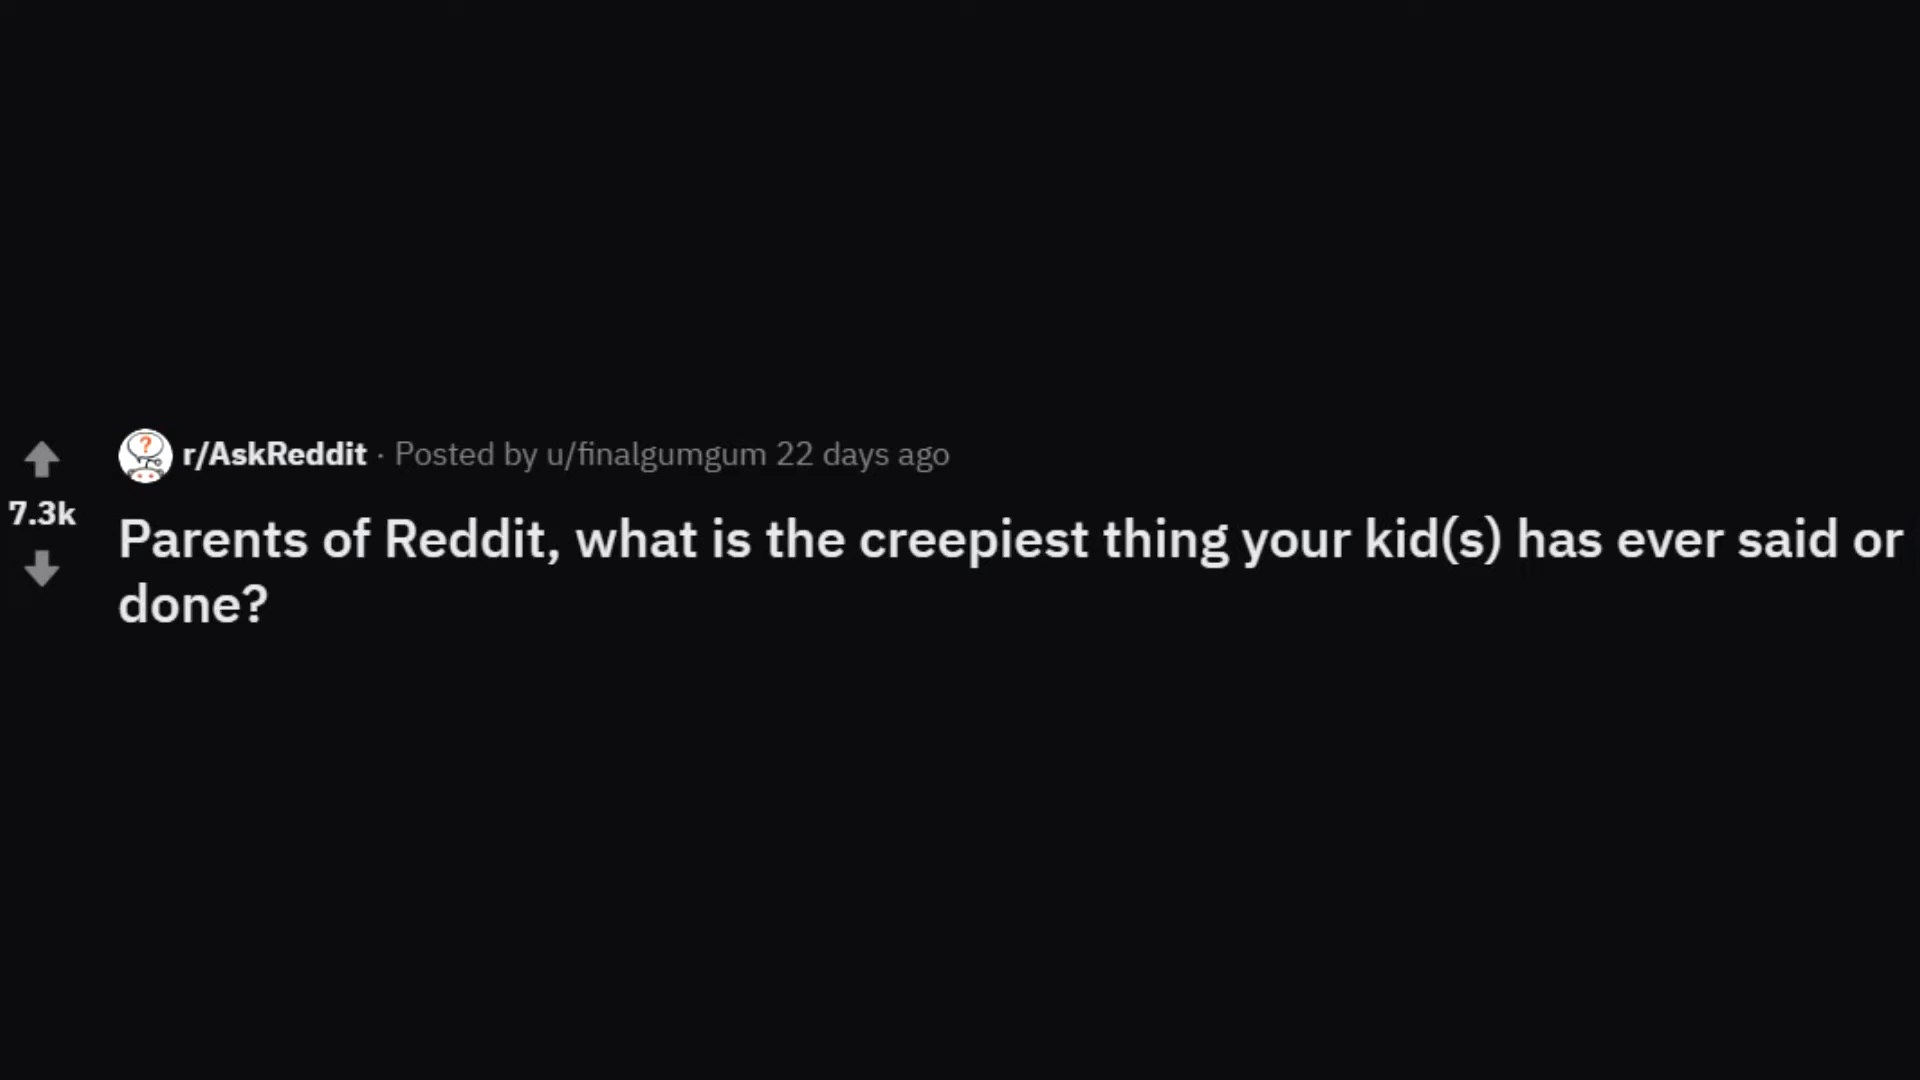 r/AskReddit · Posted by u/finalgumgum 22 days ago
7.3k
Parents of Reddit, what is the creepiest thing your kid(s) has ever said or
done?